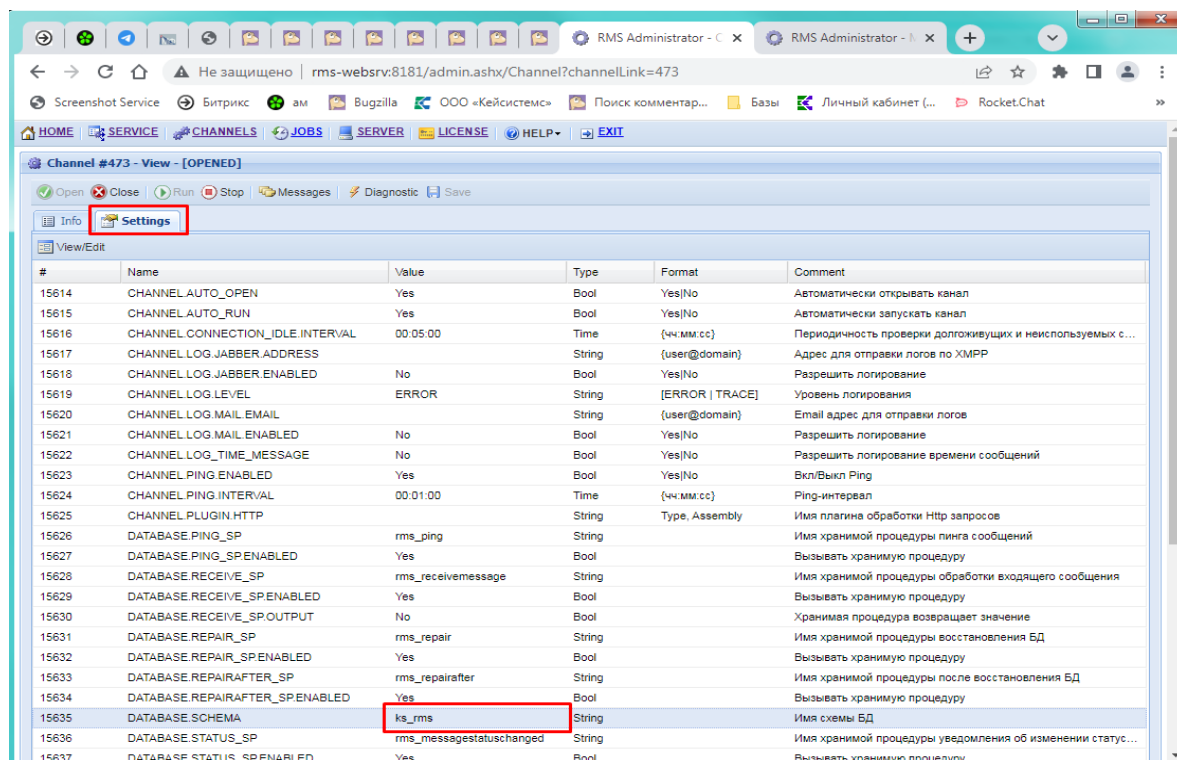 RMS Administrator - C
RMS Administrator - N
Не защищено | rms-websrv:8181/admin.ashx/Channel?channelLink=473
Screenshot Service Битрикс ам Bugzilla ООО «Кейсистемс» Поиск комментар... Базы Личный кабинет (... Rocket.Chat »
HOME SERVICE CHANNELS JOBS SERVER LICENSE HELP EXIT
Channel #473 - View - [OPENED]
Open Close Run Stop Messages Diagnostic Save
Info Settings
View/Edit
# Name Value Type Format Comment
15614 CHANNEL.AUTO_OPEN Yes Bool Yes|No Автоматически открывать канал
15615 CHANNEL.AUTO_RUN Yes Bool Yes|No Автоматически запускать канал
15616 CHANNEL.CONNECTION_IDLE.INTERVAL 00:05:00 Time {чч:мм:сс} Периодичность проверки долгоживущих и неиспользуемых с...
15617 CHANNEL.LOG.JABBER.ADDRESS String {user@domain} Адрес для отправки логов по XMPP
15618 CHANNEL.LOG.JABBER.ENABLED No Bool Yes|No Разрешить логирование
15619 CHANNEL.LOG.LEVEL ERROR String [ERROR | TRACE] Уровень логирования
15620 CHANNEL.LOG.MAIL.EMAIL String {user@domain} Email адрес для отправки логов
15621 CHANNEL.LOG.MAIL.ENABLED No Bool Yes|No Разрешить логирование
15622 CHANNEL.LOG_TIME_MESSAGE No Bool Yes|No Разрешить логирование времени сообщений
15623 CHANNEL.PING.ENABLED Yes Bool Yes|No Вкл/Выкл Ping
15624 CHANNEL.PING.INTERVAL 00:01:00 Time {чч:мм:сс} Ping-интервал
15625 CHANNEL.PLUGIN.HTTP String Type, Assembly Имя плагина обработки Http запросов
15626 DATABASE.PING_SP rms_ping String Имя хранимой процедуры пинга сообщений
15627 DATABASE.PING_SP.ENABLED Yes Bool Вызывать хранимую процедуру
15628 DATABASE.RECEIVE_SP rms_receivemessage String Имя хранимой процедуры обработки входящего сообщения
15629 DATABASE.RECEIVE_SP.ENABLED Yes Bool Вызывать хранимую процедуру
15630 DATABASE.RECEIVE_SP.OUTPUT No Bool Хранимая процедура возвращает значение
15631 DATABASE.REPAIR_SP rms_repair String Имя хранимой процедуры восстановления БД
15632 DATABASE.REPAIR_SP.ENABLED Yes Bool Вызывать хранимую процедуру
15633 DATABASE.REPAIRAFTER_SP rms_repairafter String Имя хранимой процедуры после восстановления БД
15634 DATABASE.REPAIRAFTER_SP.ENABLED Yes Bool Вызывать хранимую процедуру
15635 DATABASE.SCHEMA ks_rms String Имя схемы БД
15636 DATABASE.STATUS_SP rms_messagestatuschanged String Имя хранимой процедуры уведомления об изменении статус...
15637 DATABASE.STATUS_SP.ENABLED Yes Bool Вызывать хранимую процедуру